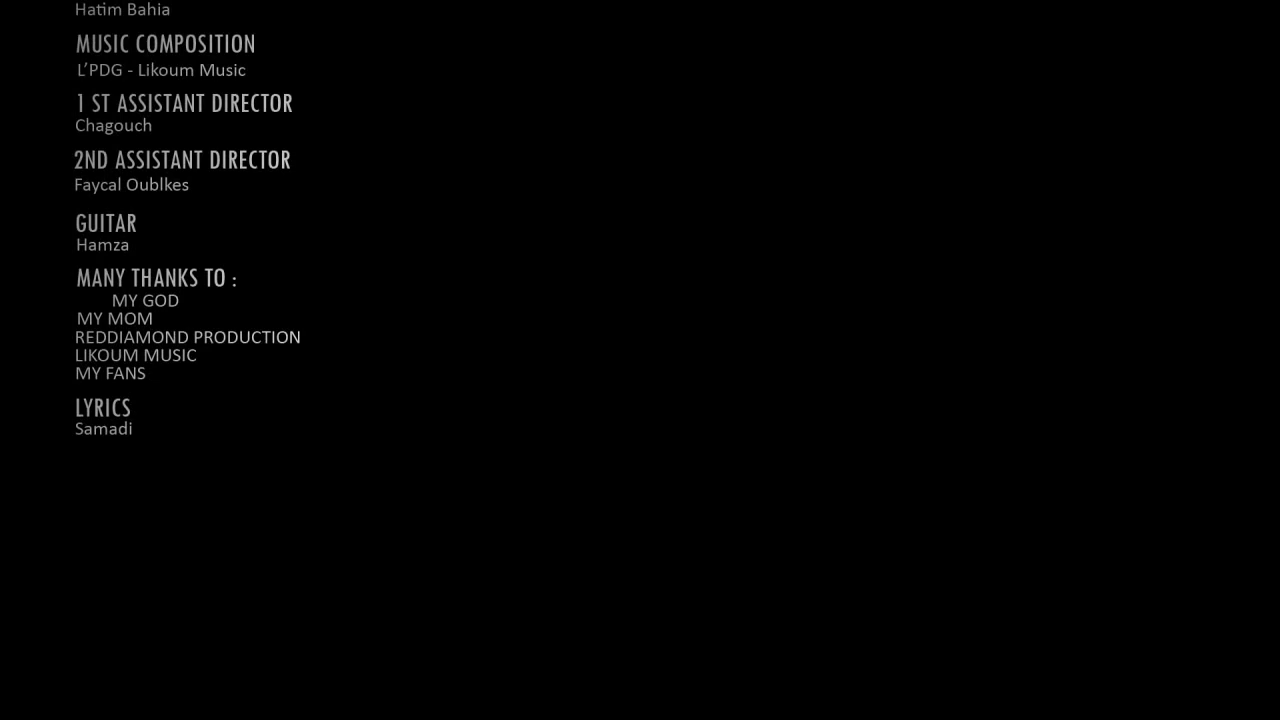 Hatim Bahia
MUSIC COMPOSITION
L’PDG - Likoum Music
1 ST ASSISTANT DIRECTOR
Chagouch
2ND ASSISTANT DIRECTOR
Faycal Oublkes
GUITAR
Hamza
MANY THANKS TO :
MY GOD
MY MOM
REDDIAMOND PRODUCTION
LIKOUM MUSIC
MY FANS
LYRICS
Samadi